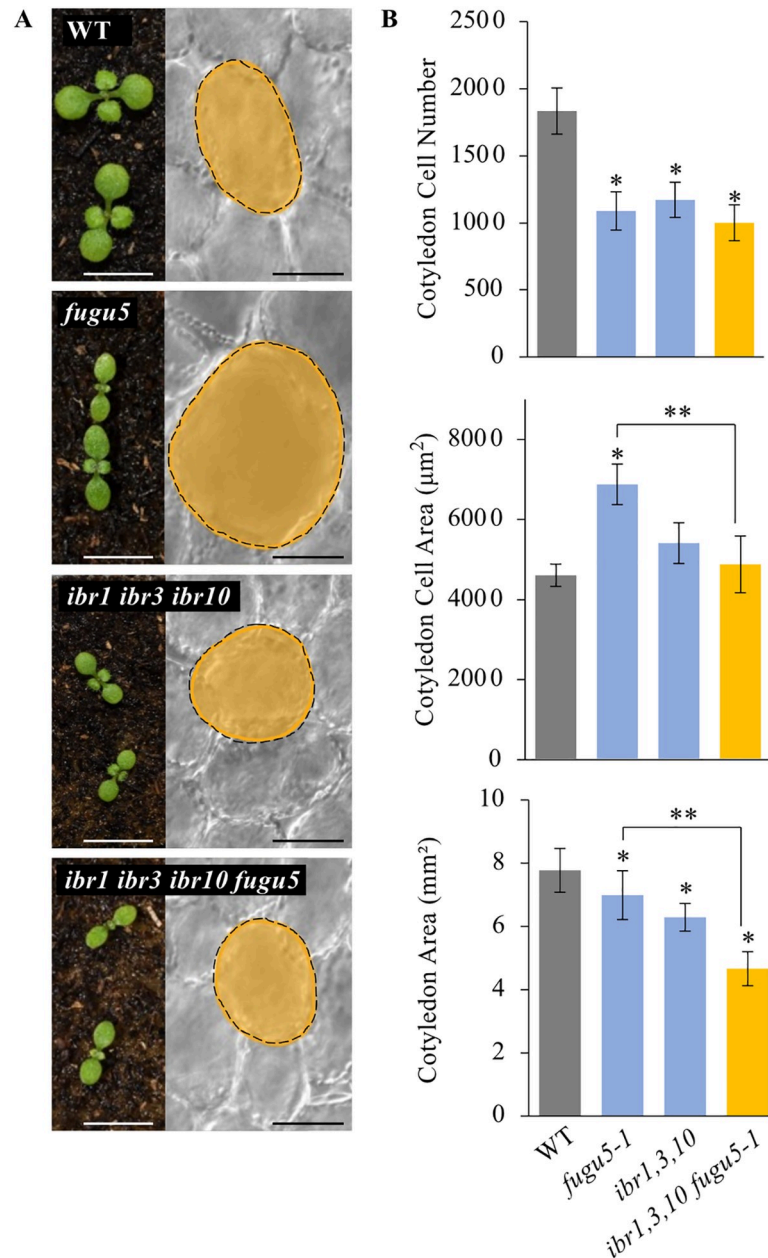 A
WT
fugu5
ibr1 ibr3 ibr10
ibr1 ibr3 ibr10 fugu5
B
Cotyledon Cell Number
2500
2000
1500
1000
500
0
*
*
*
Cotyledon Cell Area (µm²)
8000
6000
4000
2000
0
*
**
Cotyledon Area (mm²)
10
8
6
4
2
0
*
*
**
*
WT
fugu5-1
ibr1,3,10
ibr1,3,10 fugu5-1